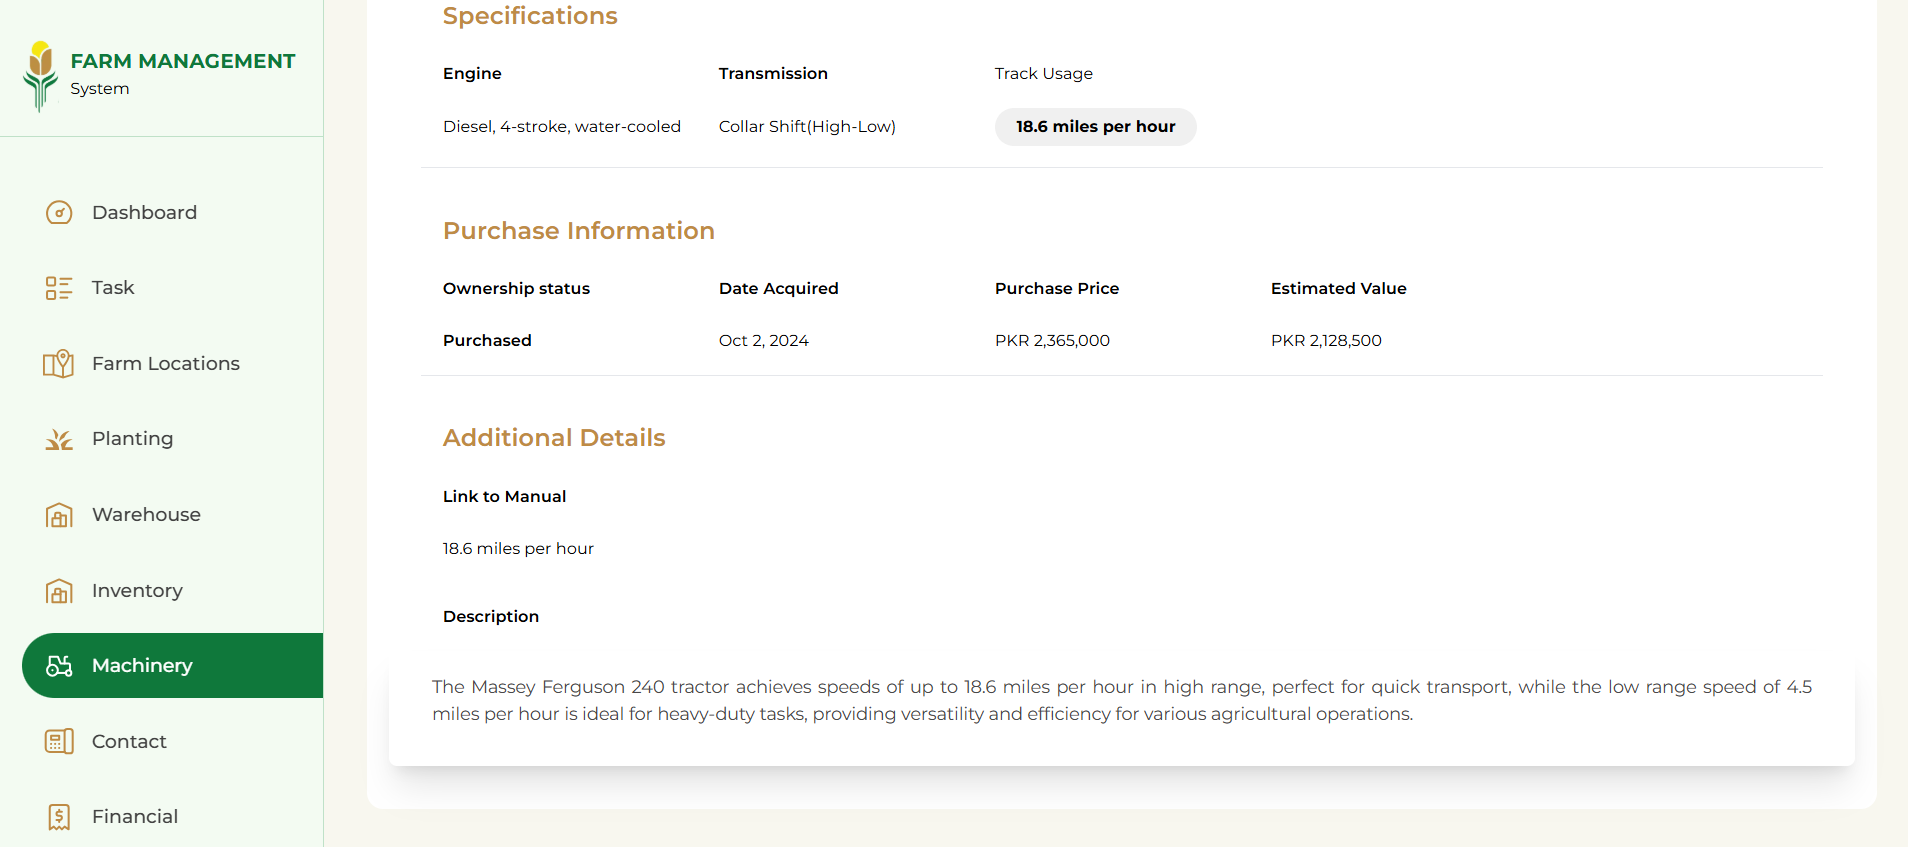 FARM MANAGEMENT
System
Dashboard
Task
Farm Locations
Planting
Warehouse
Inventory
Machinery
Contact
Financial
Specifications
Engine Transmission Track Usage
Diesel, 4-stroke, water-cooled Collar Shift(High-Low) 18.6 miles per hour
Purchase Information
Ownership status Date Acquired Purchase Price Estimated Value
Purchased Oct 2, 2024 PKR 2,365,000 PKR 2,128,500
Additional Details
Link to Manual
18.6 miles per hour
Description
The Massey Ferguson 240 tractor achieves speeds of up to 18.6 miles per hour in high range, perfect for quick transport, while the low range speed of 4.5
miles per hour is ideal for heavy-duty tasks, providing versatility and efficiency for various agricultural operations.